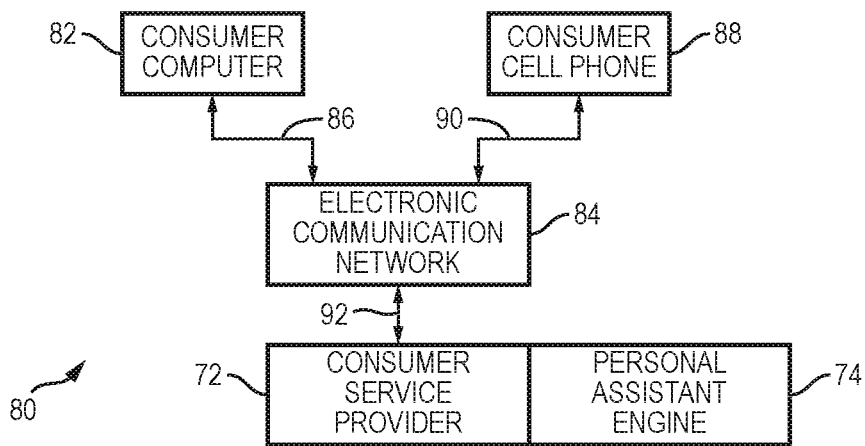 82
CONSUMER
COMPUTER
CONSUMER
CELL PHONE
88
86
90
ELECTRONIC
COMMUNICATION
NETWORK
84
92
72
CONSUMER
SERVICE
PROVIDER
PERSONAL
ASSISTANT
ENGINE
74
80